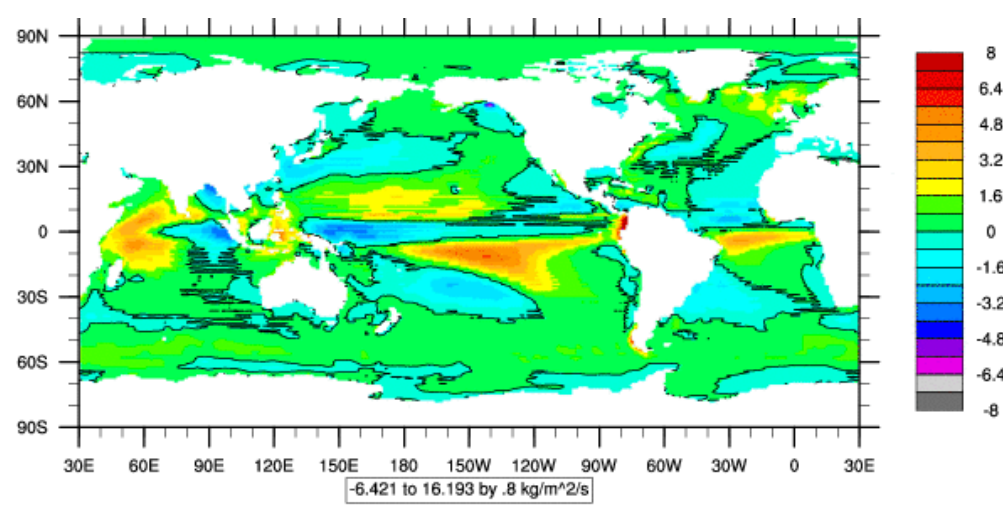 90N
60N
30N
0
30S
60S
90S
30E 60E 90E 120E 150E 180 150W 120W 90W 60W 30W 0 30E
-6.421 to 16.193 by .8 kg/m^2/s
8
6.4
4.8
3.2
1.6
0
-1.6
-3.2
-4.8
-6.4
-8